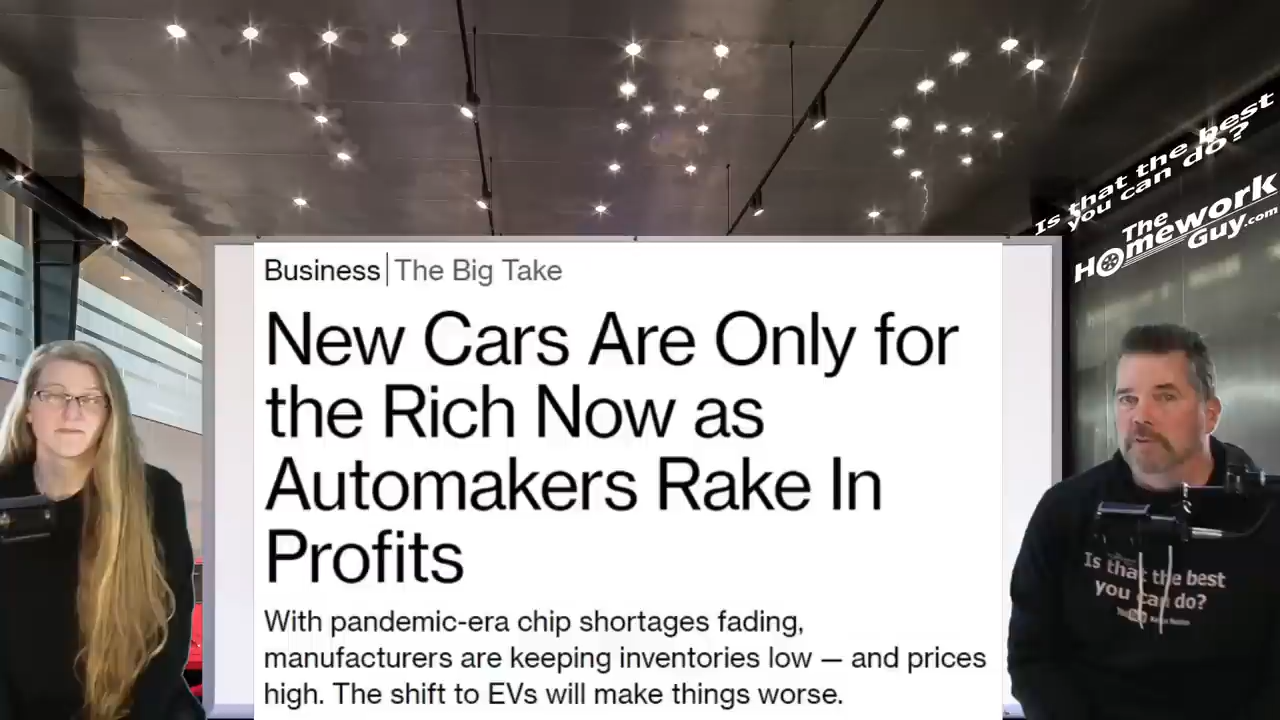 Is that the best
you can do?
The
Homework
Guy.com
Business | The Big Take
New Cars Are Only for
the Rich Now as
Automakers Rake In
Profits
With pandemic-era chip shortages fading,
manufacturers are keeping inventories low — and prices
high. The shift to EVs will make things worse.
Is that the best
you can do?